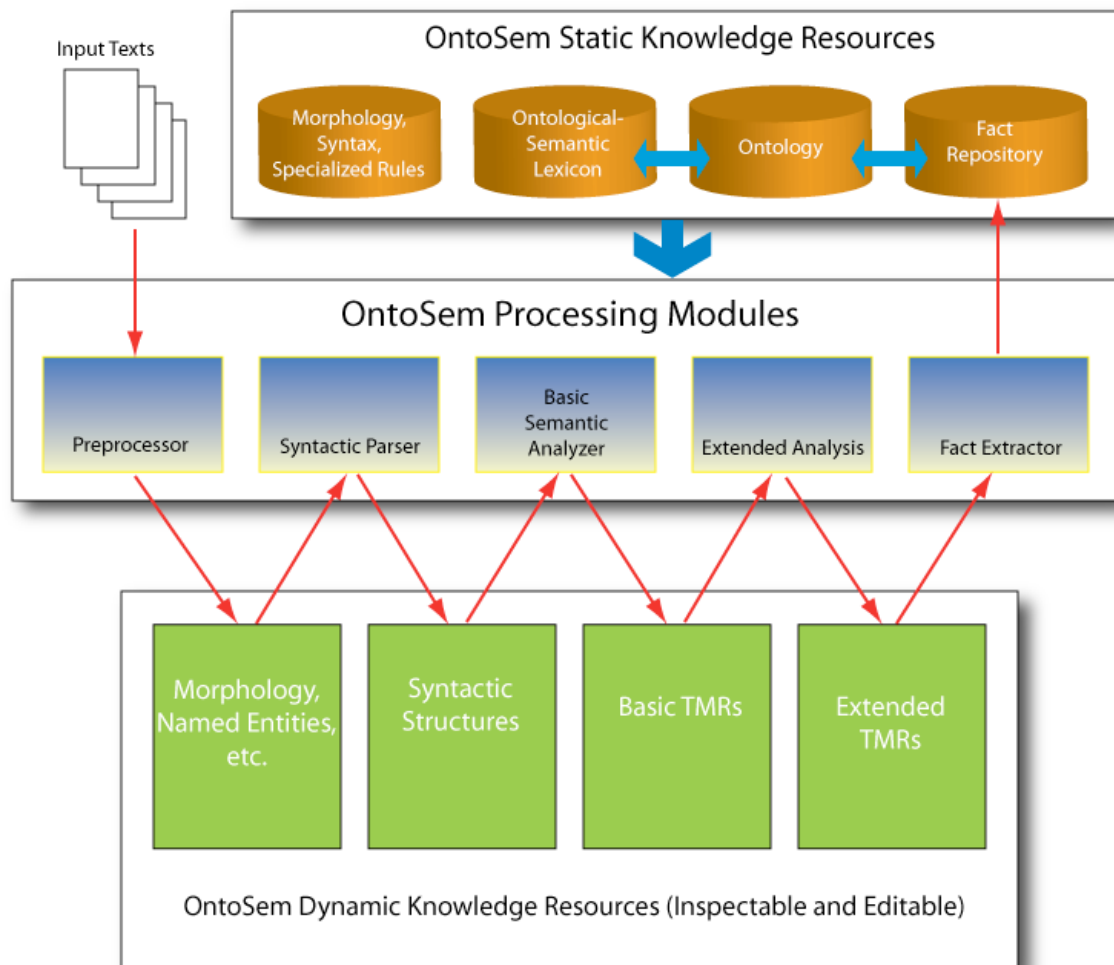 Input Texts
OntoSem Static Knowledge Resources
Morphology,
Syntax,
Specialized Rules
Ontological-
Semantic
Lexicon
Ontology
Fact
Repository
OntoSem Processing Modules
Preprocessor
Syntactic Parser
Basic
Semantic
Analyzer
Extended Analysis
Fact Extractor
Morphology,
Named Entities,
etc.
Syntactic
Structures
Basic TMRs
Extended
TMRs
OntoSem Dynamic Knowledge Resources (Inspectable and Editable)